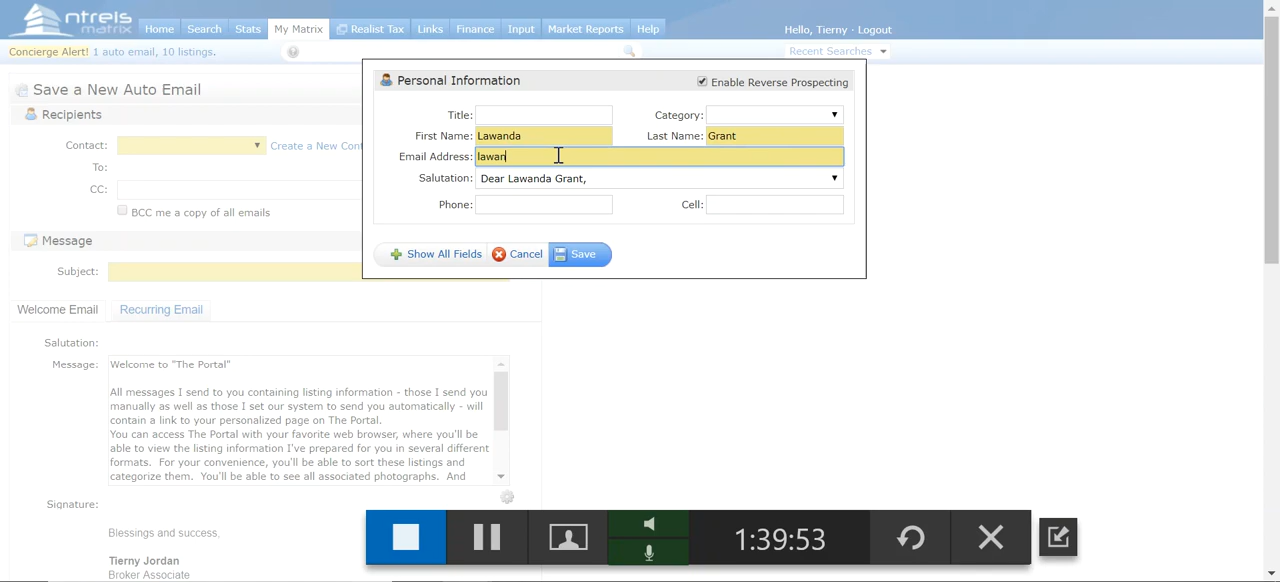 ntreis
matrix
Home Search Stats My Matrix Realist Tax Links Finance Input Market Reports Help
Hello, Tierny · Logout
Concierge Alert! 1 auto email, 10 listings.
Recent Searches
Save a New Auto Email
Recipients
Contact:
Create a New Cont
To:
CC:
BCC me a copy of all emails
Message
Subject:
Welcome Email Recurring Email
Salutation:
Message: Welcome to "The Portal"
All messages I send to you containing listing information - those I send you
manually as well as those I set our system to send you automatically - will
contain a link to your personalized page on The Portal.
You can access The Portal with your favorite web browser, where you'll be
able to view the listing information I've prepared for you in several different
formats. For your convenience, you'll be able to sort these listings and
categorize them. You'll be able to see all associated photographs. And
Signature:
Blessings and success,
Tierny Jordan
Broker Associate
Personal Information
Enable Reverse Prospecting
Title: Category:
First Name: Lawanda Last Name: Grant
Email Address: lawan
Salutation: Dear Lawanda Grant,
Phone: Cell:
Show All Fields Cancel Save
1:39:53